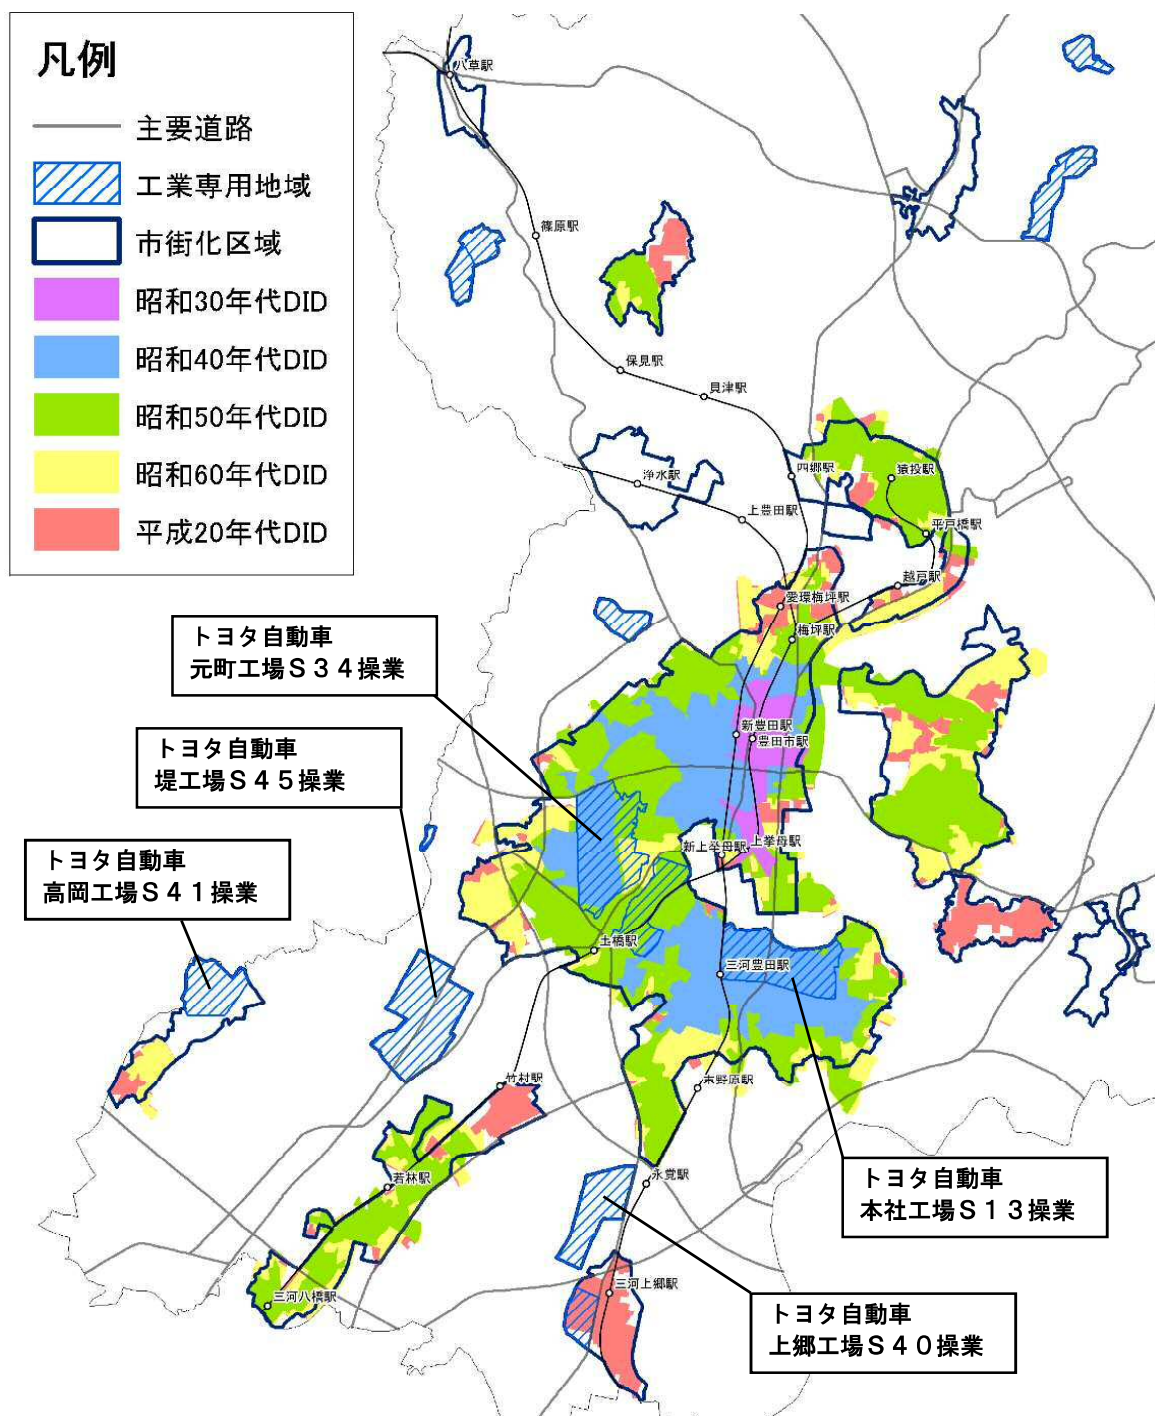 凡例
主要道路
工業専用地域
市街化区域
昭和30年代DID
昭和40年代DID
昭和50年代DID
昭和60年代DID
平成20年代DID
八草駅
篠原駅
保見駅
貝津駅
浄水駅
四郷駅
猿投駅
上豊田駅
平戸橋駅
越戸駅
愛環梅坪駅
梅坪駅
新豊田駅
豊田市駅
新上挙母駅
上挙母駅
土橋駅
三河豊田駅
竹村駅
末野原駅
若林駅
永覚駅
三河上郷駅
三河八橋駅
トヨタ自動車
元町工場S34操業
トヨタ自動車
堤工場S45操業
トヨタ自動車
高岡工場S41操業
トヨタ自動車
本社工場S13操業
トヨタ自動車
上郷工場S40操業